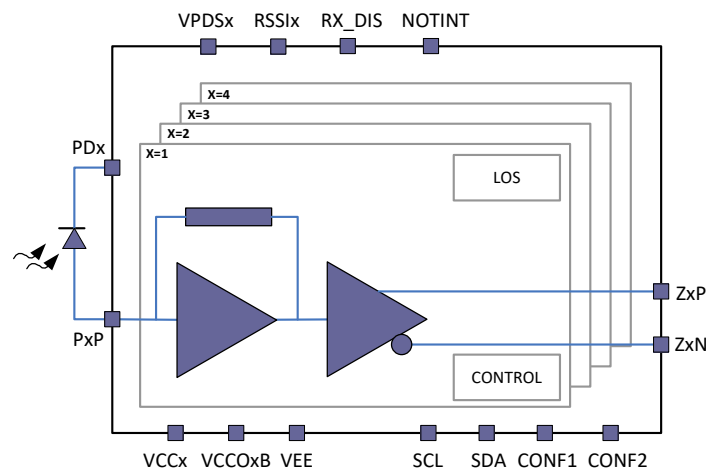 VPDSx RSSIx RX_DIS NOTINT
X=4
X=3
X=2
X=1
PDx
LOS
ZxP
PxP
ZxN
CONTROL
VCCx VCCOxB VEE SCL SDA CONF1 CONF2